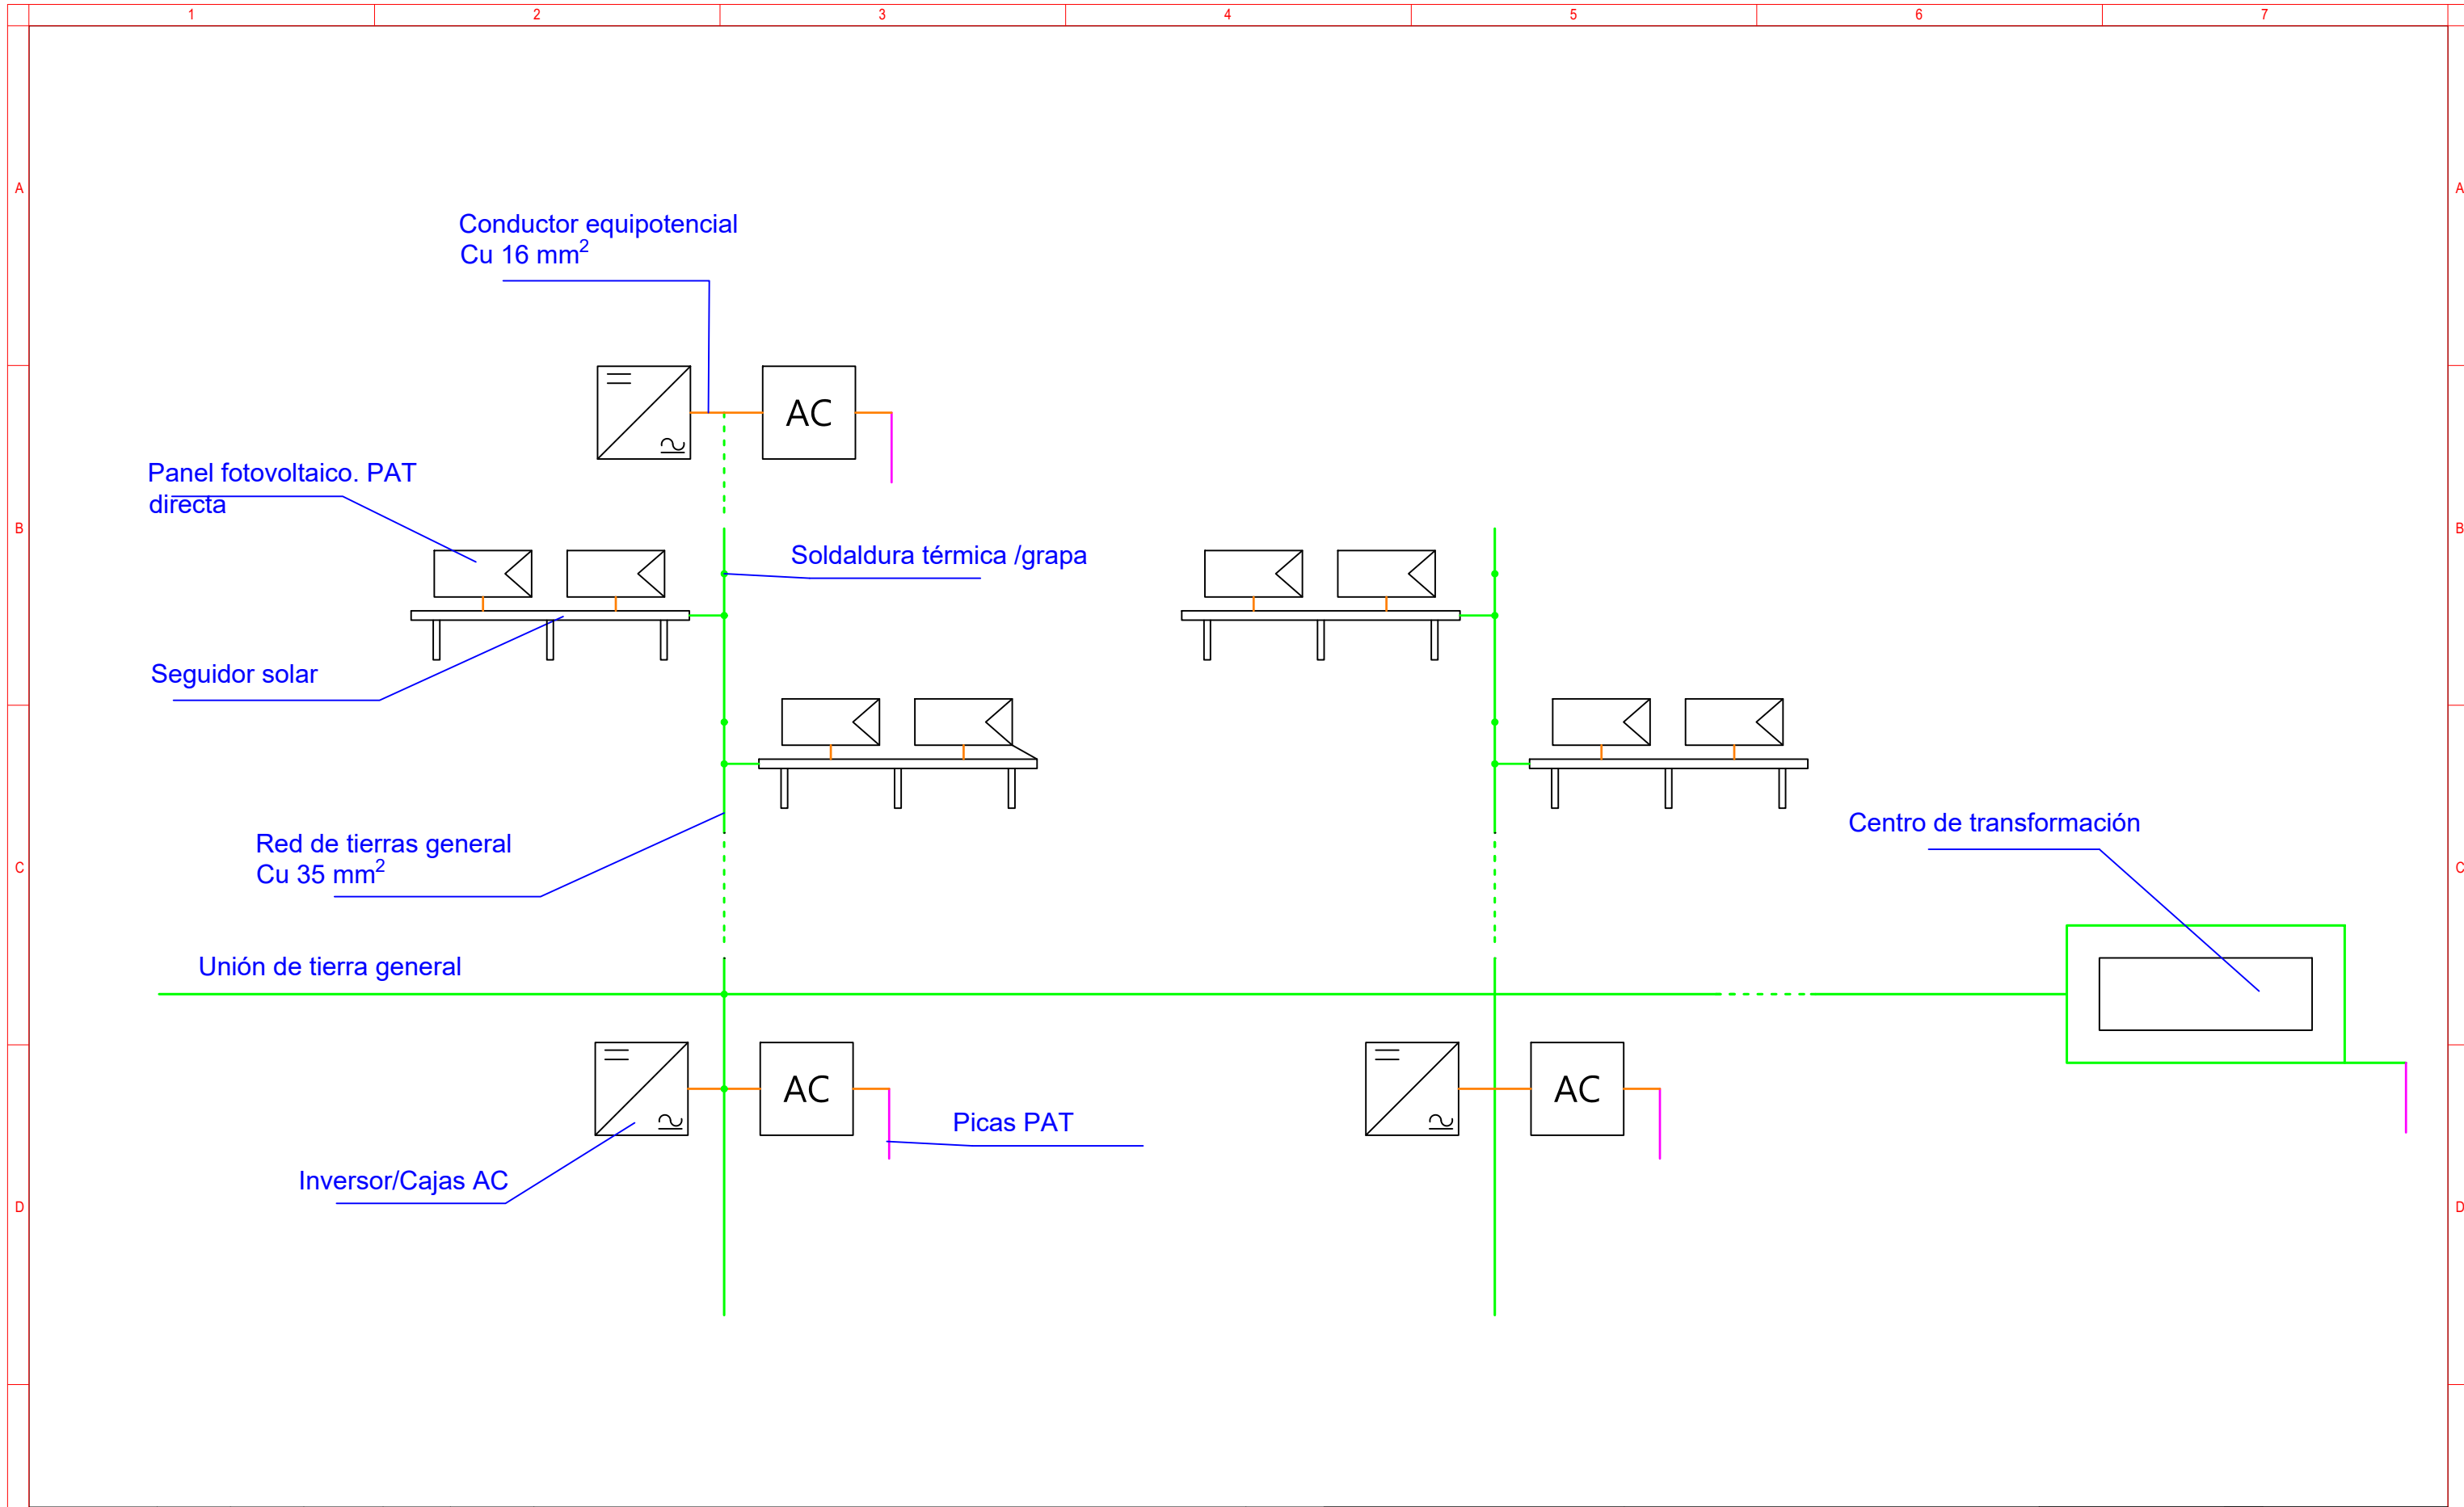 1 2 3 4 5 6 7
A A
Conductor equipotencial
Cu 16 mm²
AC
Panel fotovoltaico. PAT
directa
B B
Soldaldura térmica /grapa
Seguidor solar
Centro de transformación
Red de tierras general
Cu 35 mm²
C C
Unión de tierra general
AC AC
Picas PAT
Inversor/Cajas AC
D D